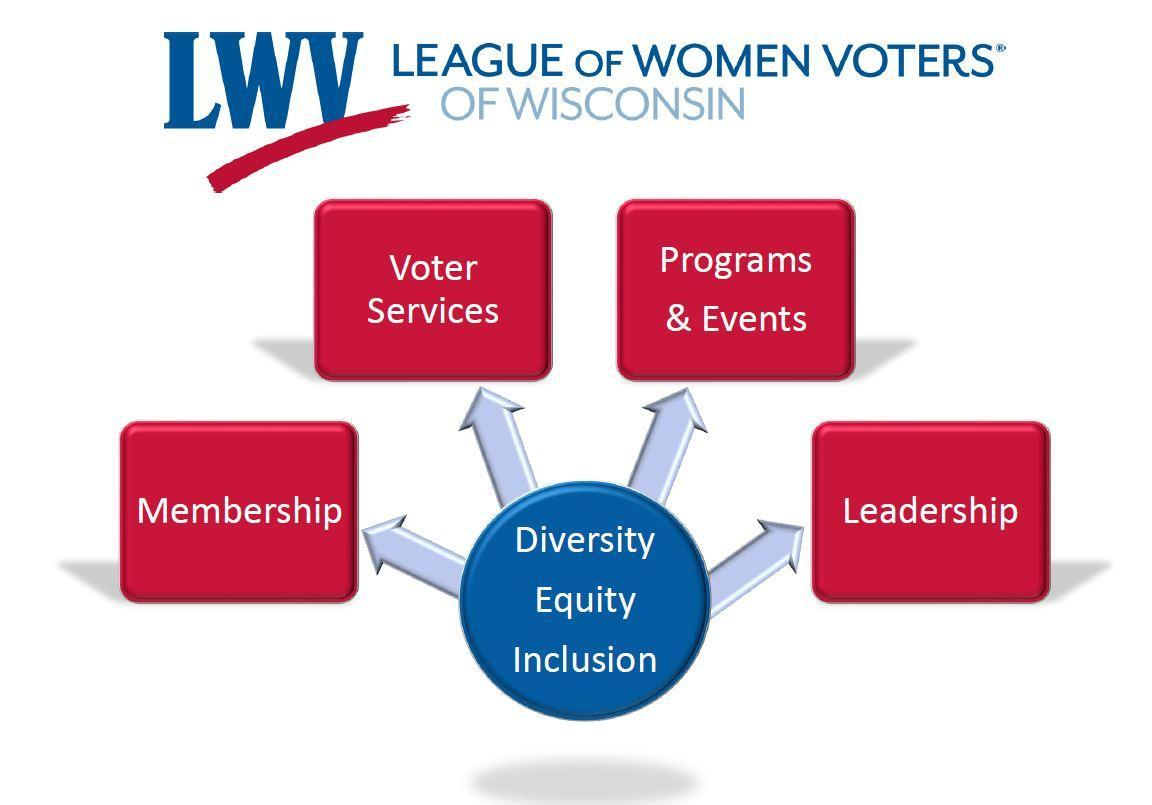 LWV LEAGUE OF WOMEN VOTERS®
OF WISCONSIN
Voter
Services
Programs
& Events
Membership
Leadership
Diversity
Equity
Inclusion